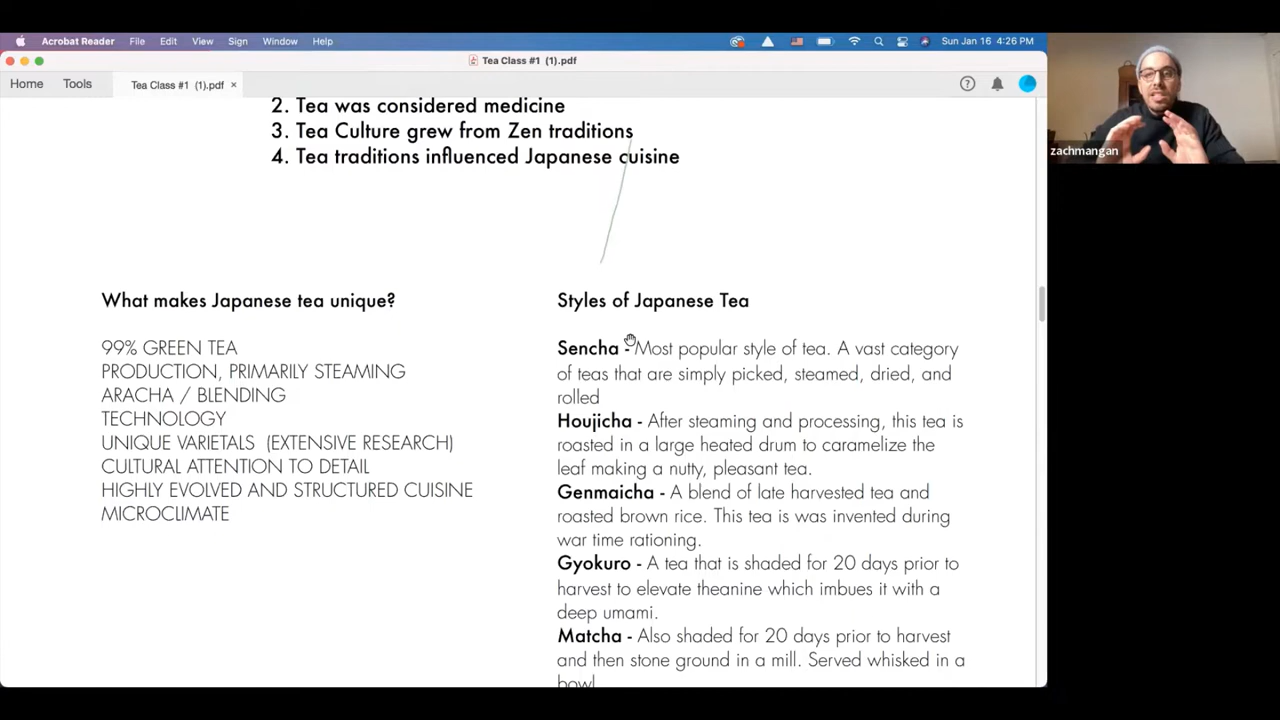 Acrobat Reader File Edit View Sign Window Help Sun Jan 16 4:26 PM
Tea Class #1 (1).pdf
Home Tools Tea Class #1 (1).pdf ×
zachmangan
2. Tea was considered medicine
3. Tea Culture grew from Zen traditions
4. Tea traditions influenced Japanese cuisine
What makes Japanese tea unique?
99% GREEN TEA
PRODUCTION, PRIMARILY STEAMING
ARACHA / BLENDING
TECHNOLOGY
UNIQUE VARIETALS (EXTENSIVE RESEARCH)
CULTURAL ATTENTION TO DETAIL
HIGHLY EVOLVED AND STRUCTURED CUISINE
MICROCLIMATE
Styles of Japanese Tea
Sencha - Most popular style of tea. A vast category
of teas that are simply picked, steamed, dried, and
rolled
Houjicha - After steaming and processing, this tea is
roasted in a large heated drum to caramelize the
leaf making a nutty, pleasant tea.
Genmaicha - A blend of late harvested tea and
roasted brown rice. This tea is was invented during
war time rationing.
Gyokuro - A tea that is shaded for 20 days prior to
harvest to elevate theanine which imbues it with a
deep umami.
Matcha - Also shaded for 20 days prior to harvest
and then stone ground in a mill. Served whisked in a
bowl